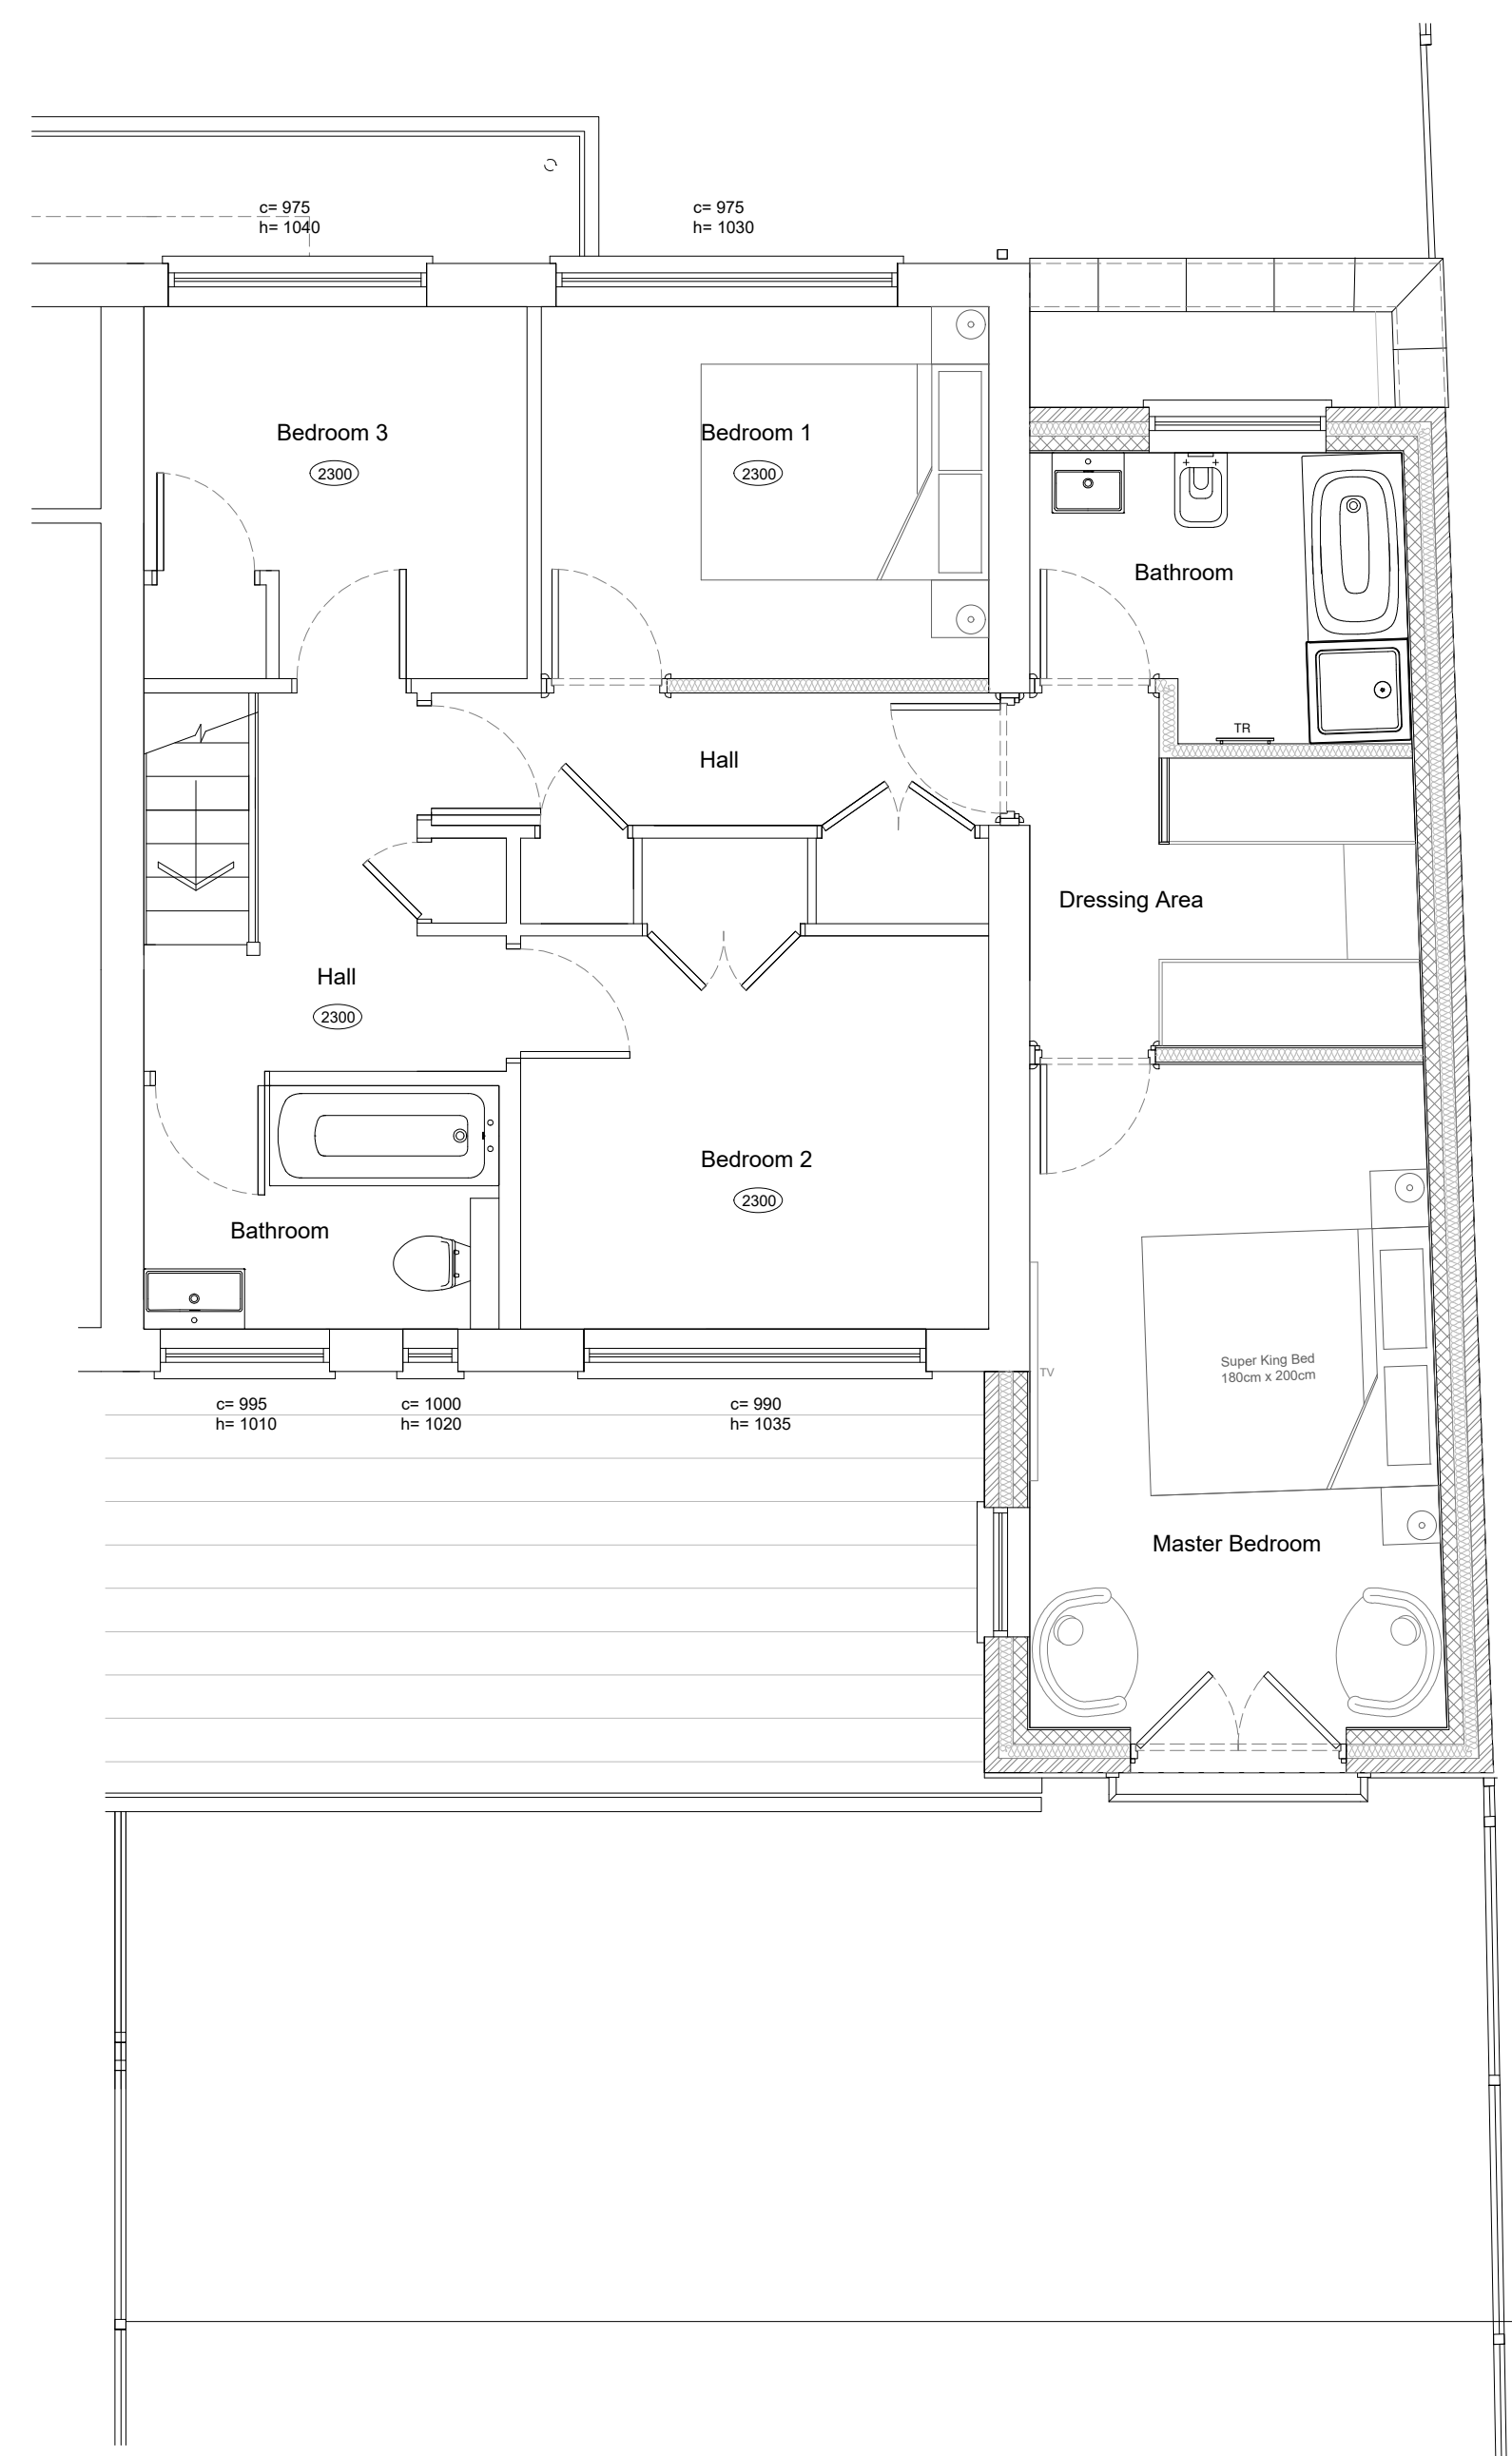 c= 975
h= 1040
c= 975
h= 1030
Bedroom 3
2300
Bedroom 1
2300
Bathroom
TR
Hall
Dressing Area
Hall
2300
Bedroom 2
2300
Bathroom
Super King Bed
180cm x 200cm
TV
c= 995
h= 1010
c= 1000
h= 1020
c= 990
h= 1035
Master Bedroom